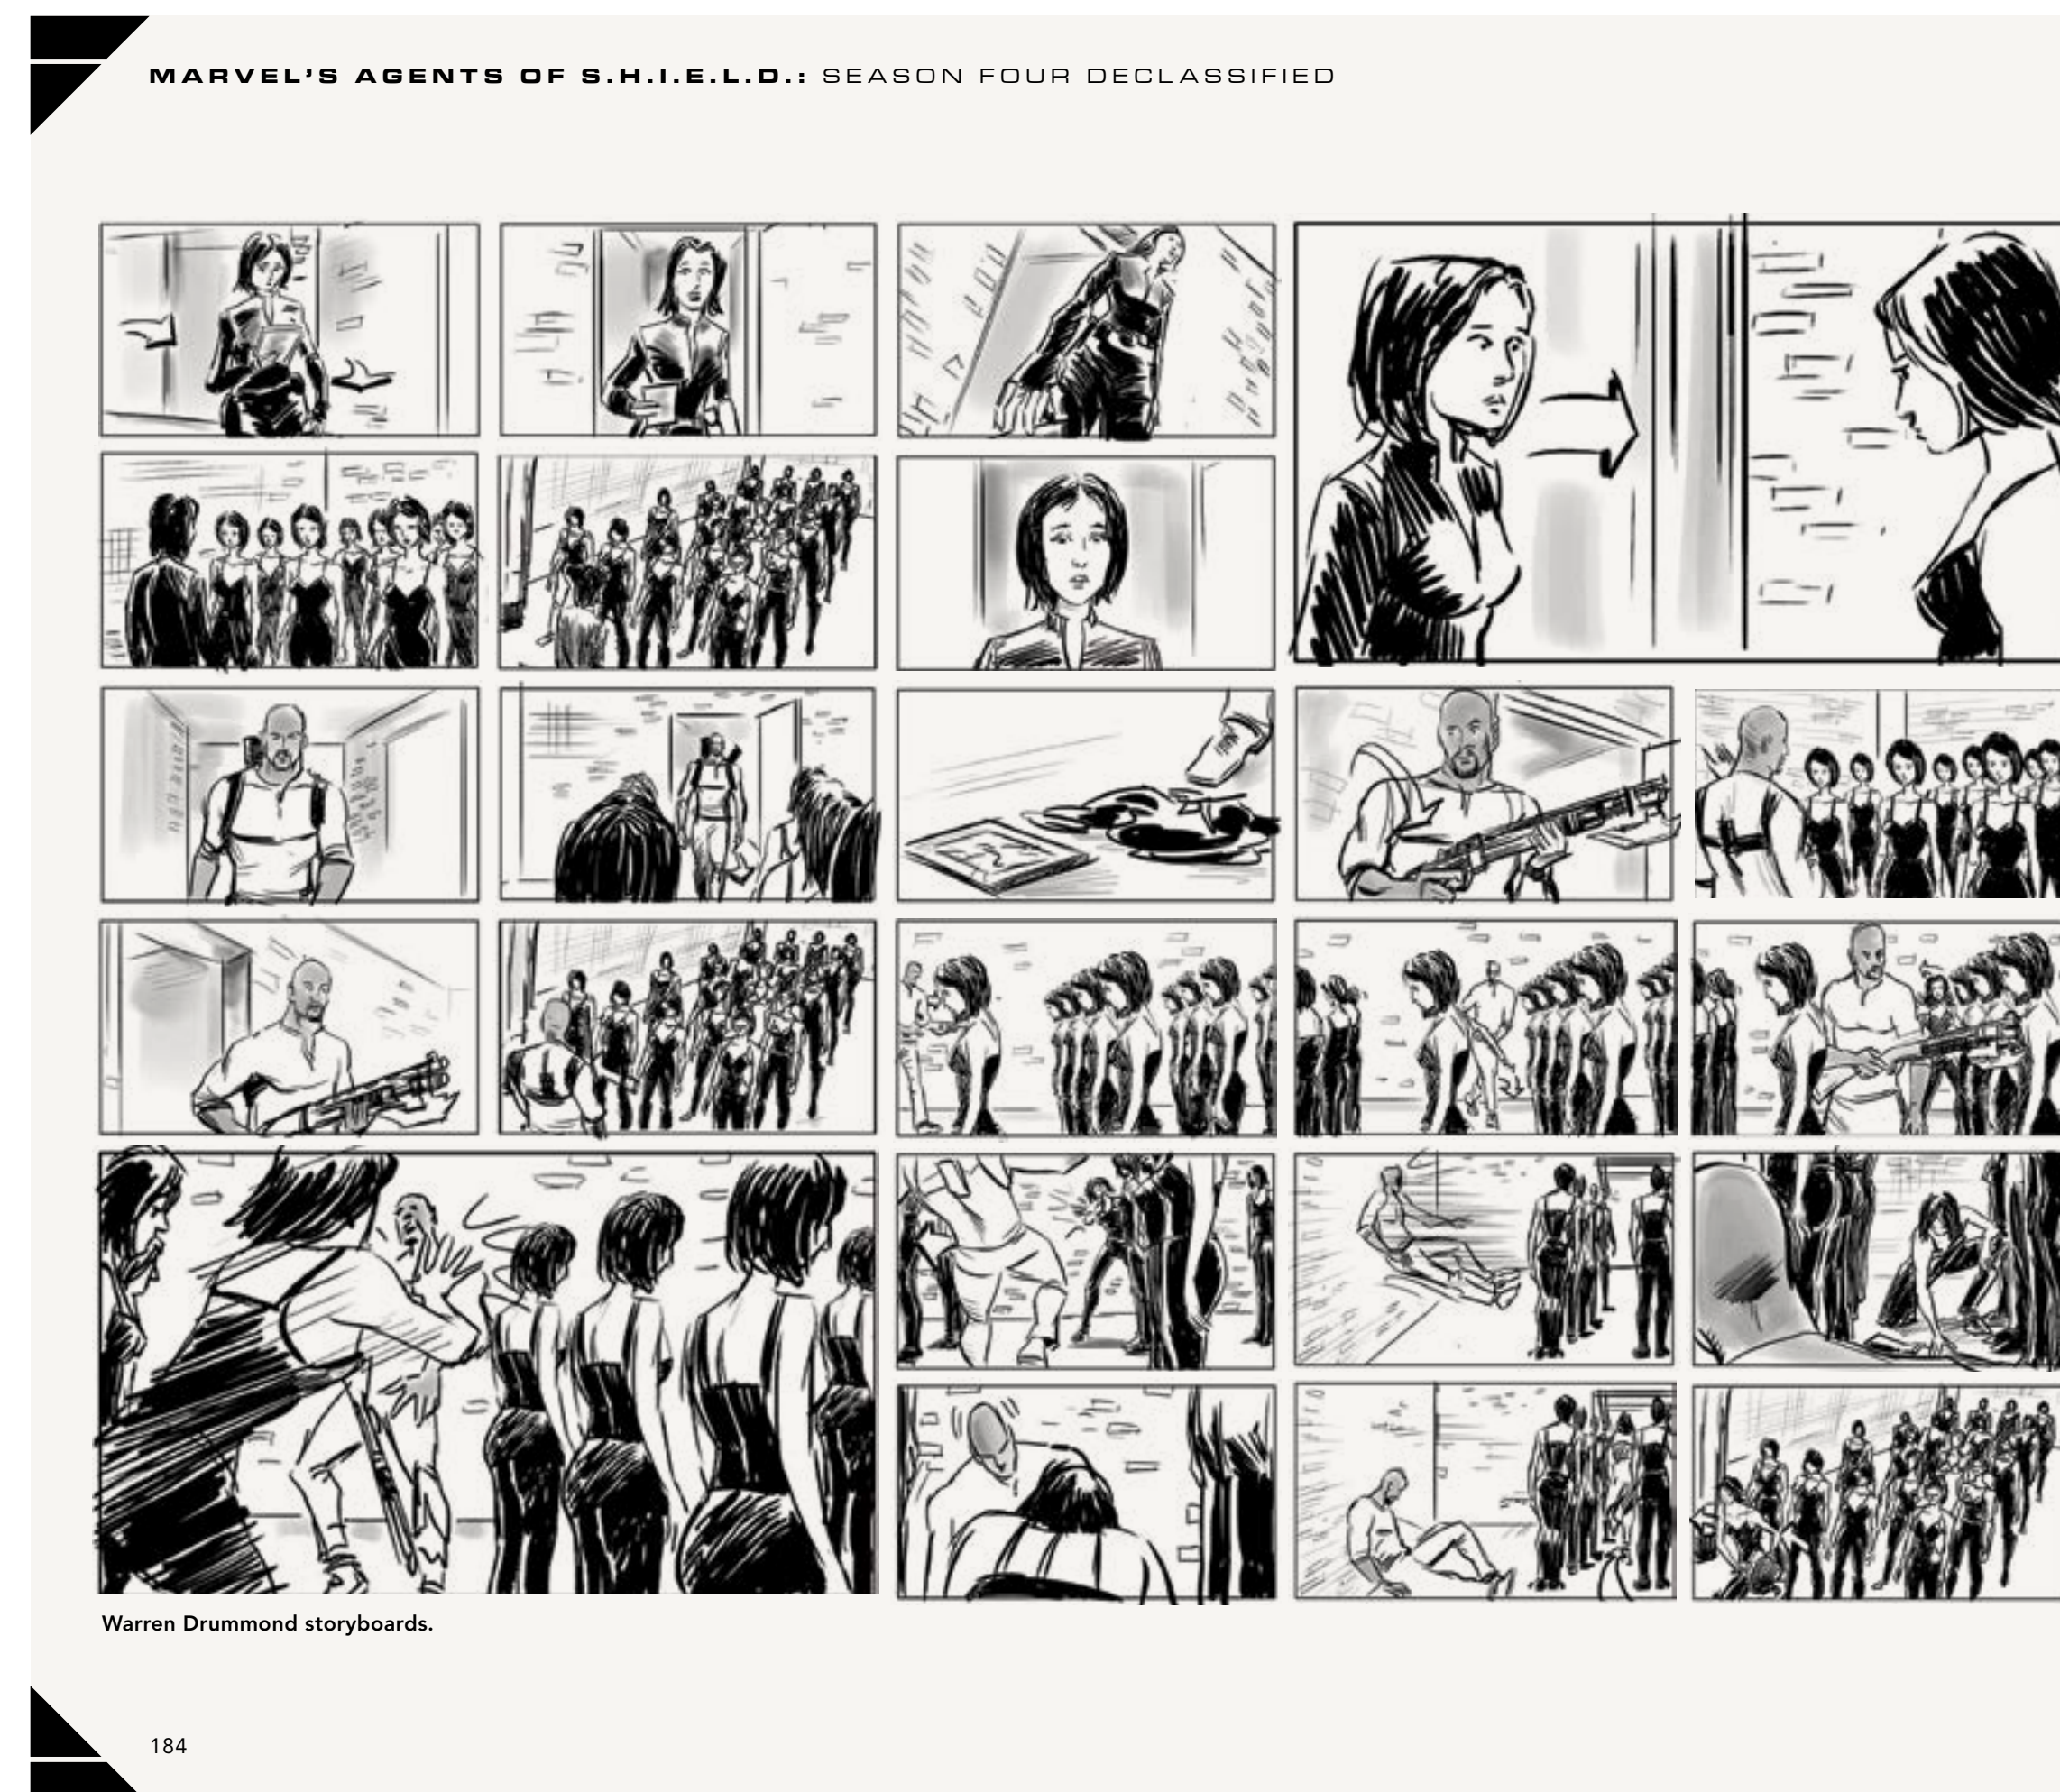 MARVEL'S AGENTS OF S.H.I.E.L.D.: SEASON FOUR DECLASSIFIED
Warren Drummond storyboards.
184